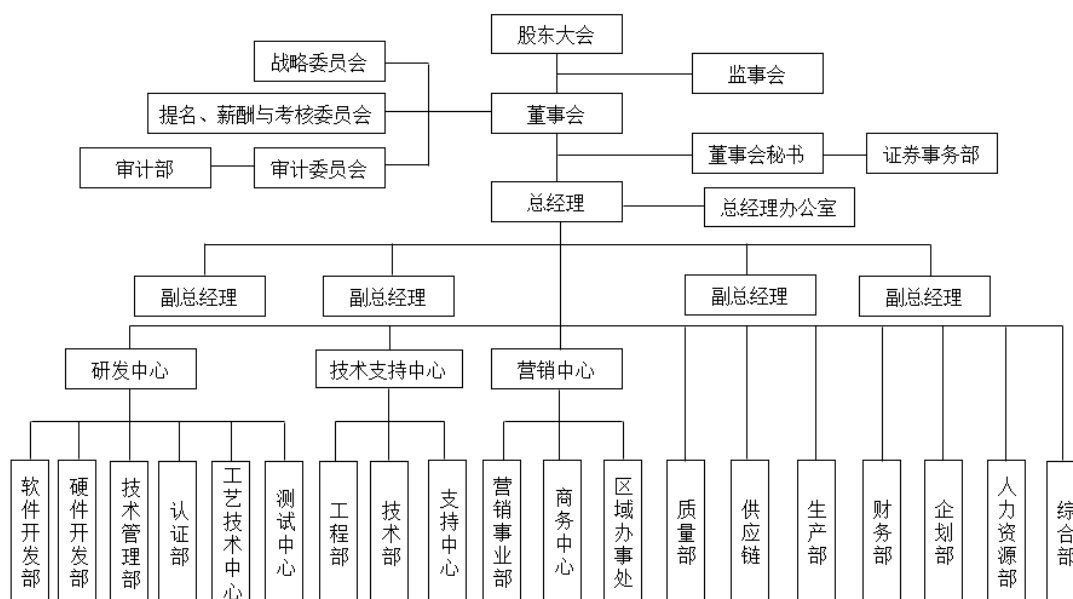 股东大会
战略委员会
监事会
提名、薪酬与考核委员会
董事会
审计部
审计委员会
董事会秘书
证券事务部
总经理
总经理办公室
副总经理
副总经理
副总经理
副总经理
研发中心
技术支持中心
营销中心
软件开发部
硬件开发部
技术管理部
认证部
工艺技术中心
测试中心
工程部
技术部
支持中心
营销事业部
商务中心
区域办事处
质量部
供应链
生产部
财务部
企划部
人力资源部
综合部